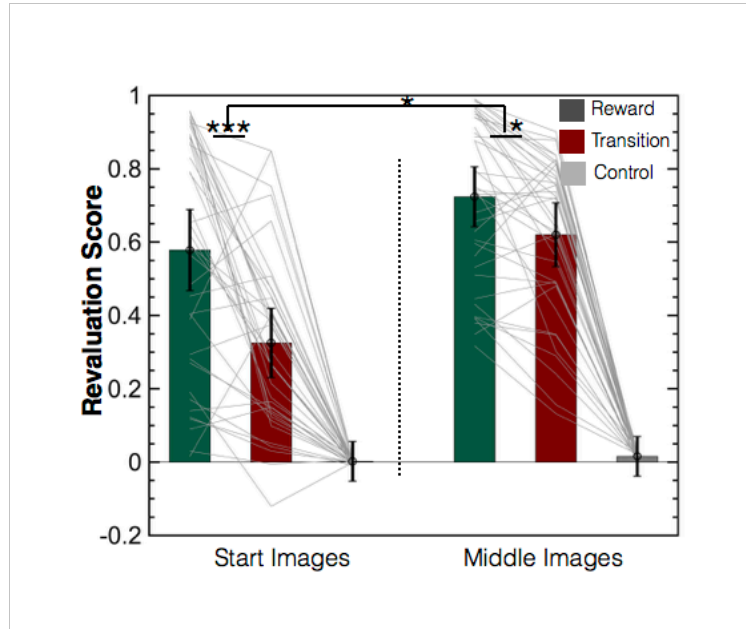 1
*
Reward
***
*
Transition
0.8
Control
0.6
0.4
0.2
0
-0.2
Revaluation Score
Start Images
Middle Images